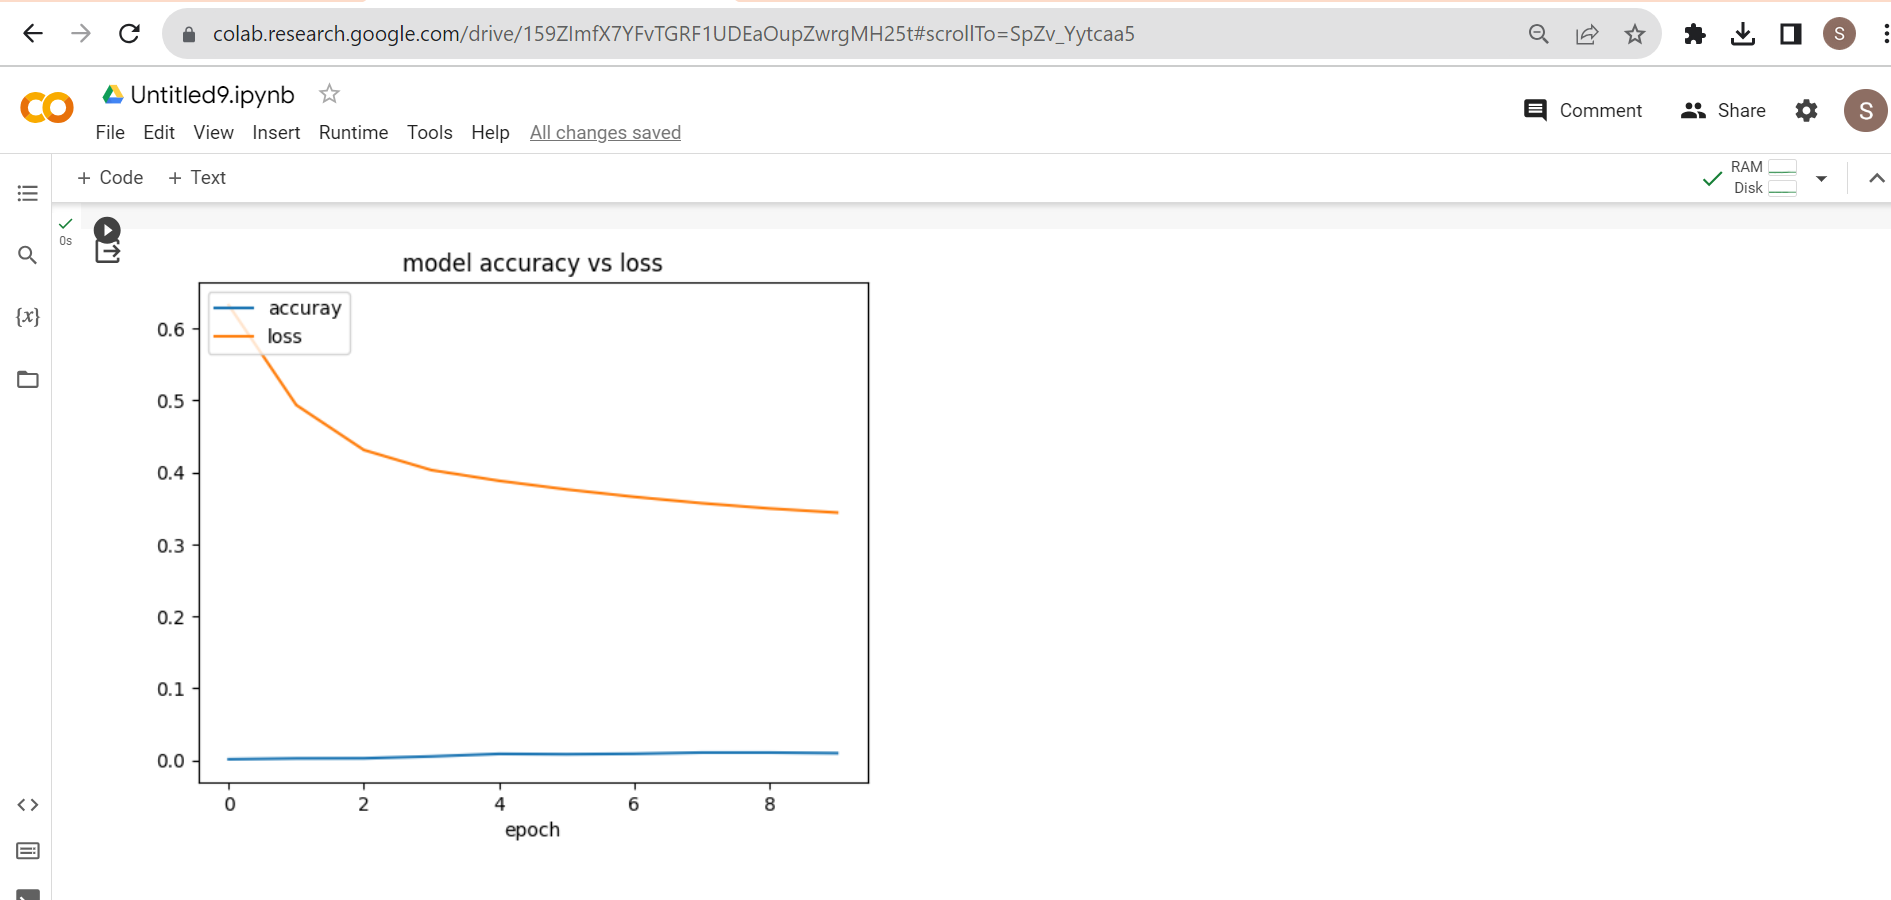 colab.research.google.com/drive/159ZImfX7YFvTGRF1UDEaOupZwrgMH25t#scrollTo=SpZv_Yytcaa5
S
CO
Untitled9.ipynb
File Edit View Insert Runtime Tools Help All changes saved
Comment Share S
+ Code + Text
RAM
Disk
0s
{x}
model accuracy vs loss
accuray
loss
0.6
0.5
0.4
0.3
0.2
0.1
0.0
0 2 4 6 8
epoch